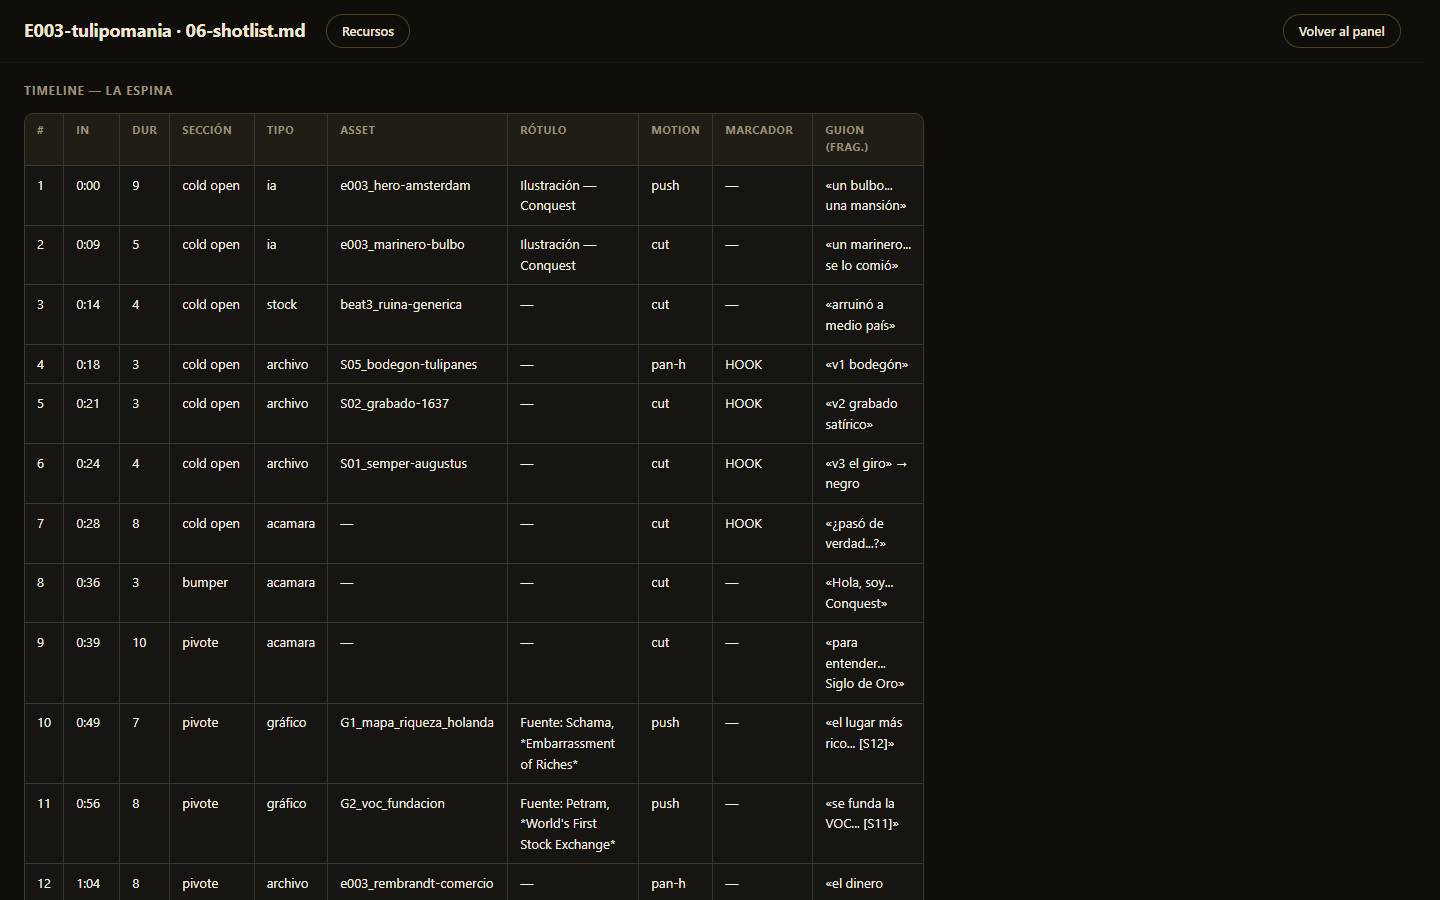 E003-tulipomania · 06-shotlist.md
Recursos
Volver al panel
TIMELINE — LA ESPINA
# IN DUR SECCIÓN TIPO ASSET RÓTULO MOTION MARCADOR GUION
(FRAG.)
1 0:00 9 cold open ia e003_hero-amsterdam Ilustración — push — «un bulbo...
Conquest una mansión»
2 0:09 5 cold open ia e003_marinero-bulbo Ilustración — cut — «un marinero...
Conquest se lo comió»
3 0:14 4 cold open stock beat3_ruina-generica — cut — «arruinó a
medio país»
4 0:18 3 cold open archivo S05_bodegon-tulipanes — pan-h HOOK «v1 bodegón»
5 0:21 3 cold open archivo S02_grabado-1637 — cut HOOK «v2 grabado
satírico»
6 0:24 4 cold open archivo S01_semper-augustus — cut HOOK «v3 el giro» →
negro
7 0:28 8 cold open acamara — — cut HOOK «¿pasó de
verdad...?»
8 0:36 3 bumper acamara — — cut — «Hola, soy...
Conquest»
9 0:39 10 pivote acamara — — cut — «para
entender...
Siglo de Oro»
10 0:49 7 pivote gráfico G1_mapa_riqueza_holanda Fuente: Schama, push — «el lugar más
*Embarrassment rico... [S12]»
of Riches*
11 0:56 8 pivote gráfico G2_voc_fundacion Fuente: Petram, push — «se funda la
*World's First VOC... [S11]»
Stock Exchange*
12 1:04 8 pivote archivo e003_rembrandt-comercio — pan-h — «el dinero